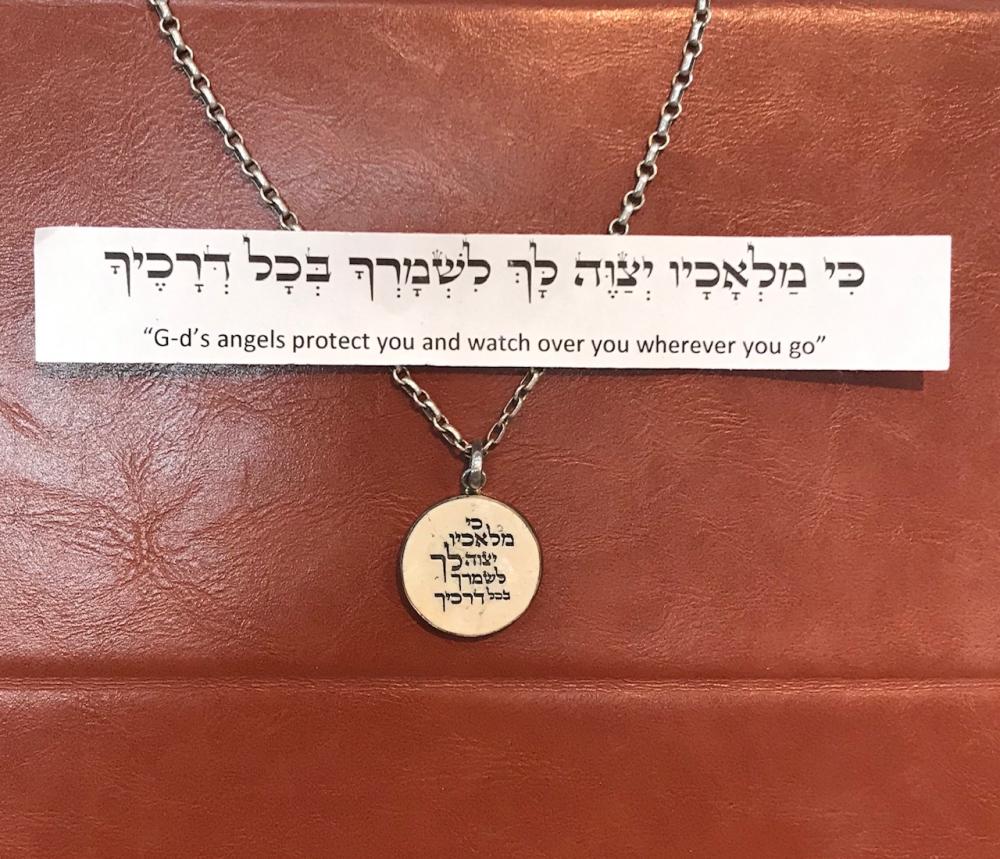 כִּי מַלְאָכָיו יְצַוֶּה לָּךְ לִשְׁמָרְךָ בְּכָל דְּרָכֶיךָ
“G-d’s angels protect you and watch over you wherever you go”
כי
מלאכיו
יצוה לך
לשמרך
בכל דרכיך